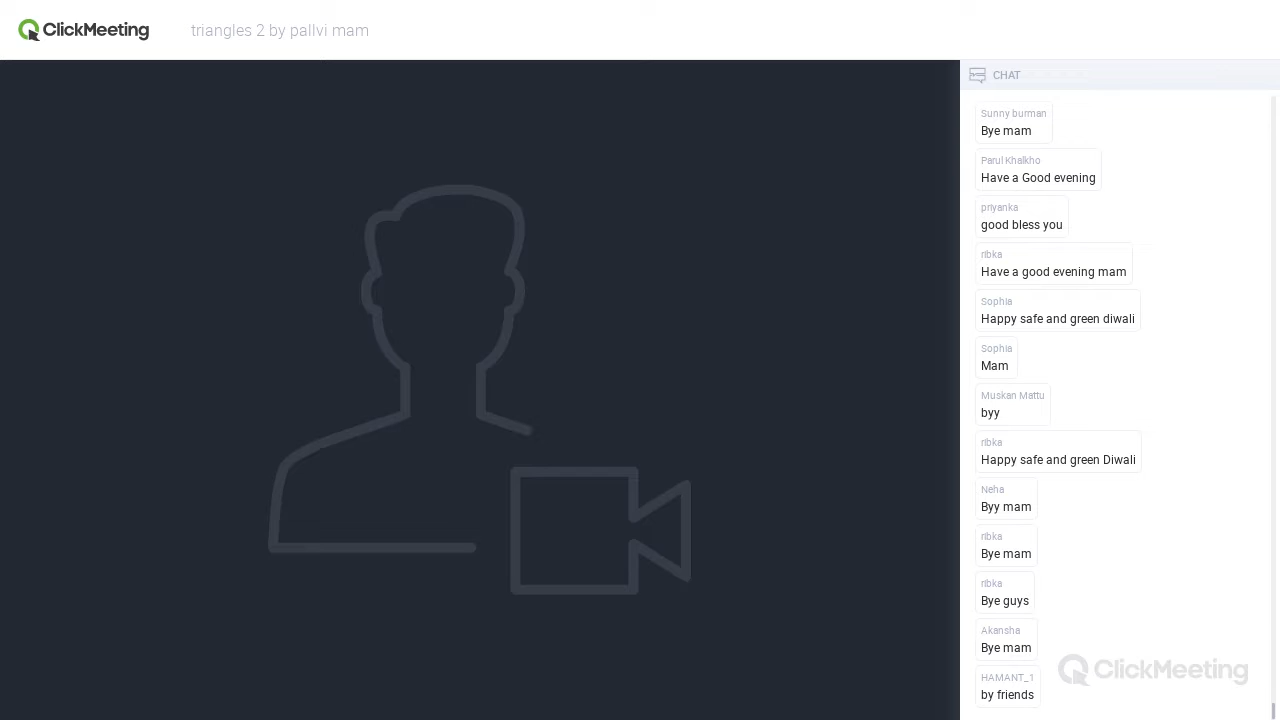 ClickMeeting
triangles 2 by pallvi mam
CHAT
Sunny burman
Bye mam
Parul Khalkho
Have a Good evening
priyanka
good bless you
ribka
Have a good evening mam
Sophia
Happy safe and green diwali
Sophia
Mam
Muskan Mattu
byy
ribka
Happy safe and green Diwali
Neha
Byy mam
ribka
Bye mam
ribka
Bye guys
Akansha
Bye mam
HAMANT_1
by friends
ClickMeeting